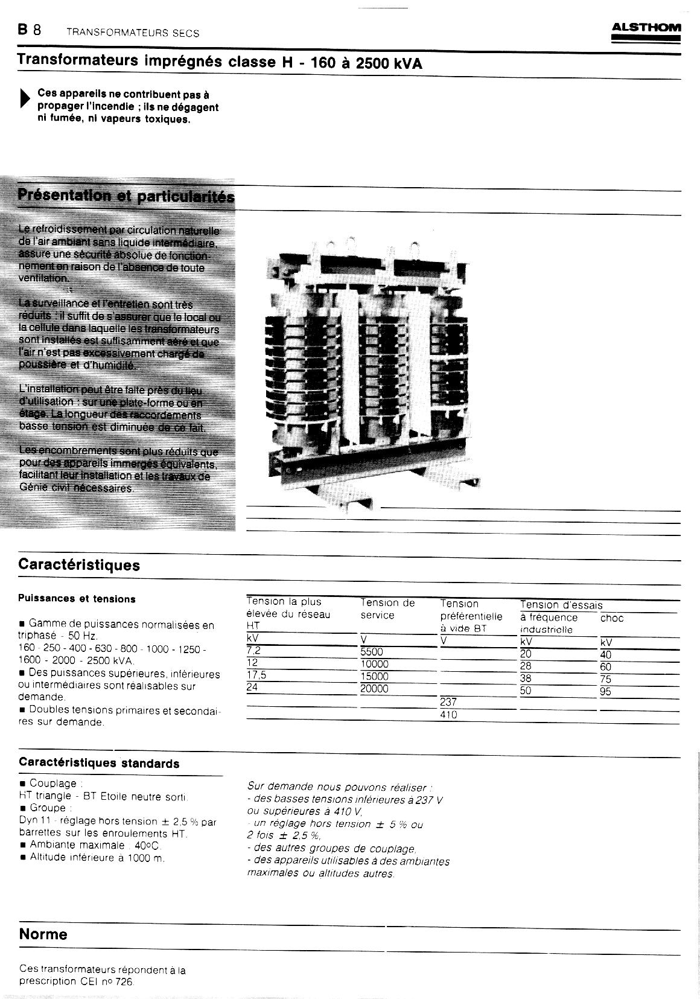 B 8 TRANSFORMATEURS SECS
ALSTHOM
Transformateurs imprégnés classe H - 160 à 2500 kVA
Ces appareils ne contribuent pas à
propager l'incendie ; ils ne dégagent
ni fumée, ni vapeurs toxiques.
Présentation et particularités
Le refroidissement par circulation naturelle
de l'air ambiant sans liquide intermédiaire,
assure une sécurité absolue de fonction-
nement en raison de l'absence de toute
ventilation.
La surveillance et l'entretien sont très
réduits : il suffit de s'assurer que le local ou
la cellule dans laquelle les transformateurs
sont installés est suffisamment aéré et que
l'air n'est pas excessivement chargé de
poussière et d'humidité.
L'installation peut être faite près du lieu
d'utilisation : sur une plate-forme ou en
étage. La longueur des raccordements
basse tension est diminuée de ce fait.
Les encombrements sont plus réduits que
pour des appareils immergés équivalents,
facilitant leur installation et les travaux de
Génie civil nécessaires.
Caractéristiques
Puissances et tensions
■ Gamme de puissances normalisées en
triphasé - 50 Hz.
160 - 250 - 400 - 630 - 800 - 1000 - 1250 -
1600 - 2000 - 2500 kVA.
■ Des puissances supérieures, inférieures
ou intermédiaires sont réalisables sur
demande.
■ Doubles tensions primaires et secondai-
res sur demande.
Tension la plus Tension de Tension Tension d'essais
élevée du réseau service préférentielle à fréquence choc
HT à vide BT industrielle
kV V V kV kV
7,2 5500 20 40
12 10000 28 60
17,5 15000 38 75
24 20000 50 95
237
410
Caractéristiques standards
■ Couplage :
HT triangle - BT Etoile neutre sorti.
■ Groupe :
Dyn 11 - réglage hors tension ± 2,5 % par
barrettes sur les enroulements HT.
■ Ambiante maximale : 40ºC.
■ Altitude inférieure à 1000 m.
Sur demande nous pouvons réaliser :
- des basses tensions inférieures à 237 V
ou supérieures à 410 V,
- un réglage hors tension ± 5 % ou
2 fois ± 2,5 %,
- des autres groupes de couplage,
- des appareils utilisables à des ambiantes
maximales ou altitudes autres.
Norme
Ces transformateurs répondent à la
prescription CEI nº 726.